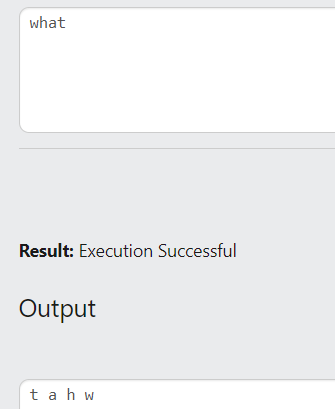 what
Result: Execution Successful
Output
t a h w